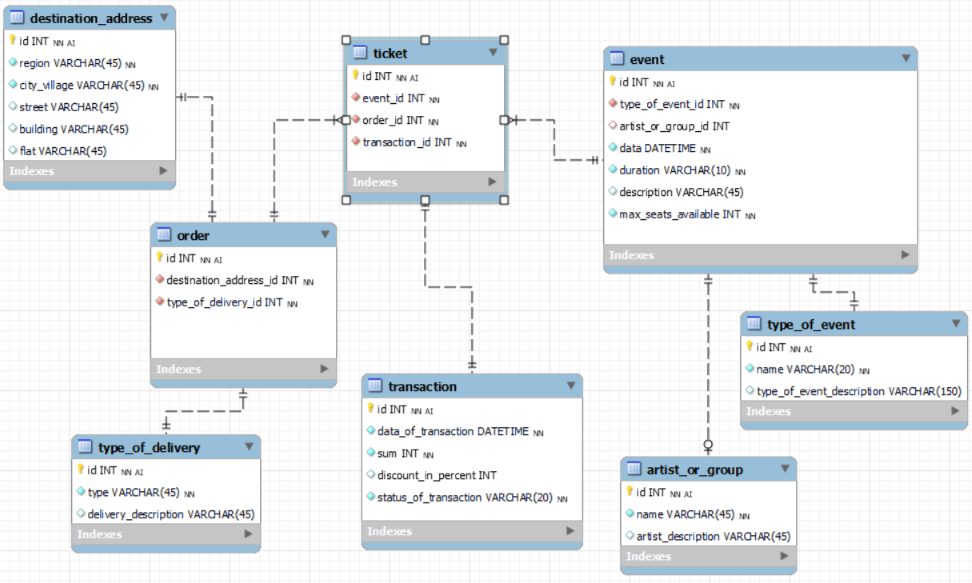 destination_address
id INT NN AI
region VARCHAR(45) NN
city_village VARCHAR(45) NN
street VARCHAR(45)
building VARCHAR(45)
flat VARCHAR(45)
Indexes
ticket
id INT NN AI
event_id INT NN
order_id INT NN
transaction_id INT NN
Indexes
event
id INT NN AI
type_of_event_id INT NN
artist_or_group_id INT
data DATETIME NN
duration VARCHAR(10) NN
description VARCHAR(45)
max_seats_available INT NN
Indexes
order
id INT NN AI
destination_address_id INT NN
type_of_delivery_id INT NN
Indexes
type_of_event
id INT NN AI
name VARCHAR(20) NN
type_of_event_description VARCHAR(150)
Indexes
transaction
id INT NN AI
data_of_transaction DATETIME NN
sum INT NN
discount_in_percent INT
status_of_transaction VARCHAR(20) NN
Indexes
type_of_delivery
id INT NN AI
type VARCHAR(45) NN
delivery_description VARCHAR(45)
Indexes
artist_or_group
id INT NN AI
name VARCHAR(45) NN
artist_description VARCHAR(45)
Indexes